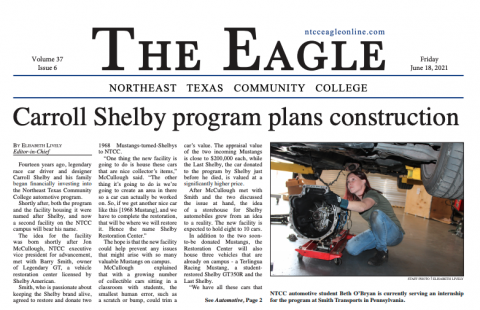 ntcceagleonline.com
Volume 37
Issue 6
THE EAGLE
Friday
June 18, 2021
NORTHEAST TEXAS COMMUNITY COLLEGE
Carroll Shelby program plans construction
BY ELISABETH LIVELY
Editor-in-Chief
Fourteen years ago, legendary
race car driver and designer
Carroll Shelby and his family
began financially investing into
the Northeast Texas Community
College automotive program.
Shortly after, both the program
and the facility housing it were
named after Shelby, and now
a second facility on the NTCC
campus will bear his name.
The idea for the facility
was born shortly after Jon
McCullough, NTCC executive
vice president for advancement,
met with Barry Smith, owner
of Legendary GT, a vehicle
restoration center licensed by
Shelby American.
Smith, who is passionate about
keeping the Shelby brand alive,
agreed to restore and donate two
1968 Mustangs-turned-Shelbys
to NTCC.
"One thing the new facility is
going to do is house these cars
that are nice collector's items,"
McCullough said. "The other
thing it's going to do is we're
going to create an area is there
so a car can actually be worked
on. So, if we got another nice car
like this [1968 Mustang], and we
have to complete the restoration,
that will be where we will restore
it. Hence the name Shelby
Restoration Center."
The hope is that the new facility
could help prevent any issues
that might arise with so many
valuable Mustangs on campus.
McCullough explained
that with a growing number
of collectible cars sitting in a
classroom with students, the
smallest human error, such as
a scratch or bump, could trim a
car's value. The appraisal value
of the two incoming Mustangs
is close to $200,000 each, while
the Last Shelby, the car donated
to the program by Shelby just
before he died, is valued at a
significantly higher price.
After McCullough met with
Smith and the two discussed
the issue at hand, the idea
of a storehouse for Shelby
automobiles grew from an idea
to a reality. The new facility is
expected to hold eight to 10 cars.
In addition to the two soon-
to-be donated Mustangs, the
Restoration Center will also
house three vehicles that are
already on campus - a Terlingua
Racing Mustang, a student-
restored Shelby GT350R and the
Last Shelby.
"We have all these cars that
See Automotive, Page 2
STAFF PHOTO | ELISABETH LIVELY
NTCC automotive student Beth O'Bryan is currently serving an internship
for the program at Smith Transports in Pennsylvania.